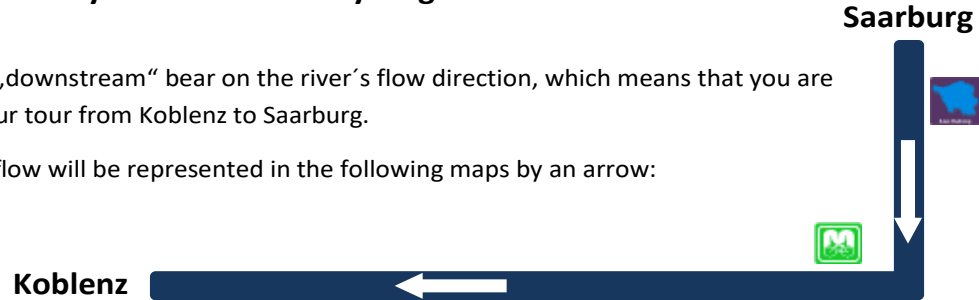 Saarburg
„downstream“ bear on the river´s flow direction, which means that you are
ur tour from Koblenz to Saarburg.
flow will be represented in the following maps by an arrow:
Koblenz